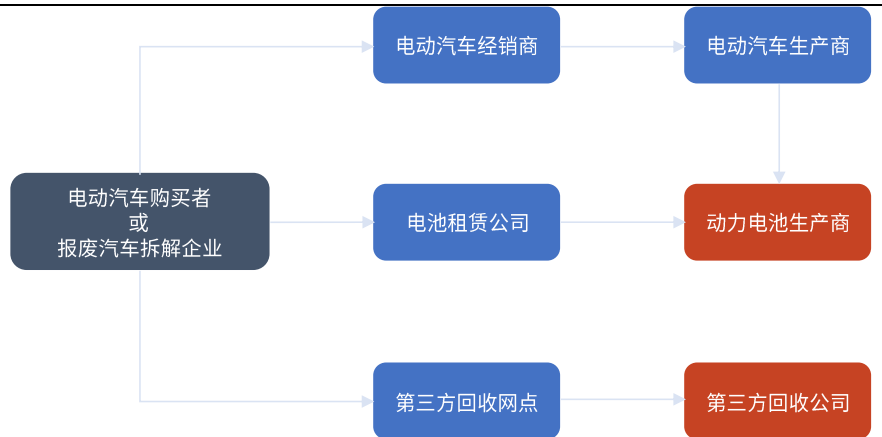 电动汽车经销商
电动汽车生产商
电动汽车购买者
或
报废汽车拆解企业
电池租赁公司
动力电池生产商
第三方回收网点
第三方回收公司